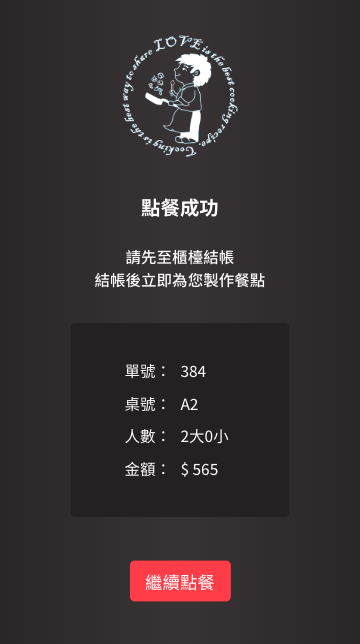 LOVE is the best cooking recipe.
Cooking is the best way to share
點餐成功
請先至櫃檯結帳
結帳後立即為您製作餐點
單號： 384
桌號： A2
人數： 2大0小
金額： $ 565
繼續點餐